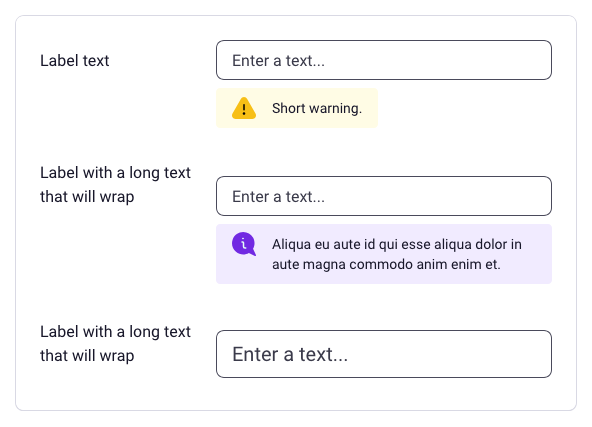 Label text
Enter a text...
Short warning.
Label with a long text
that will wrap
Enter a text...
Aliqua eu aute id qui esse aliqua dolor in
aute magna commodo anim enim et.
Label with a long text
that will wrap
Enter a text...